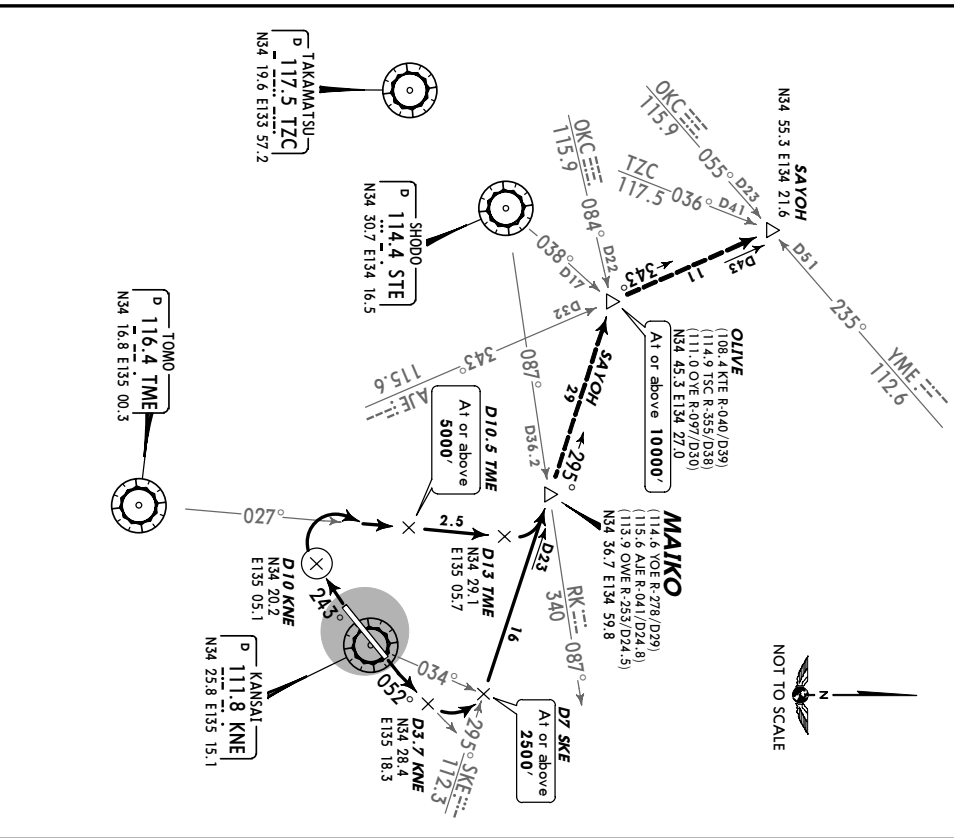 TAKAMATSU
D 117.5 TZC
N34 19.6 E133 57.2
SHODO
D 114.4 STE
N34 30.7 E134 16.5
TOMO
D 116.4 TME
N34 16.8 E135 00.3
KANSAI
D 111.8 KNE
N34 25.8 E135 15.1
SAYOH
N34 55.3 E134 21.6
OKC
115.9
055°
D23
TZC
117.5
036°
D41
OKC
115.9
084°
D22
D51
235°
YME
112.6
D43
11
343°
038°
D17
D32
343°
AJE
115.6
OLIVE
(108.4 KTE R-040/D39)
(114.9 TSC R-355/D38)
(111.0 OYE R-097/D30)
N34 45.3 E134 27.0
At or above 10000'
SAYOH
29
295°
087°
D36.2
MAIKO
(114.6 YOE R-278/D29)
(115.6 AJE R-041/D24.8)
(113.9 OWE R-253/D24.5)
N34 36.7 E134 59.8
RK
340
087°
D10.5 TME
At or above
5000'
2.5
D13 TME
N34 29.1
E135 05.7
D23
16
027°
D10 KNE
N34 20.2
E135 05.1
243°
052°
034°
D3.7 KNE
N34 28.4
E135 18.3
D7 SKE
At or above
2500'
295° SKE
112.3
N
NOT TO SCALE